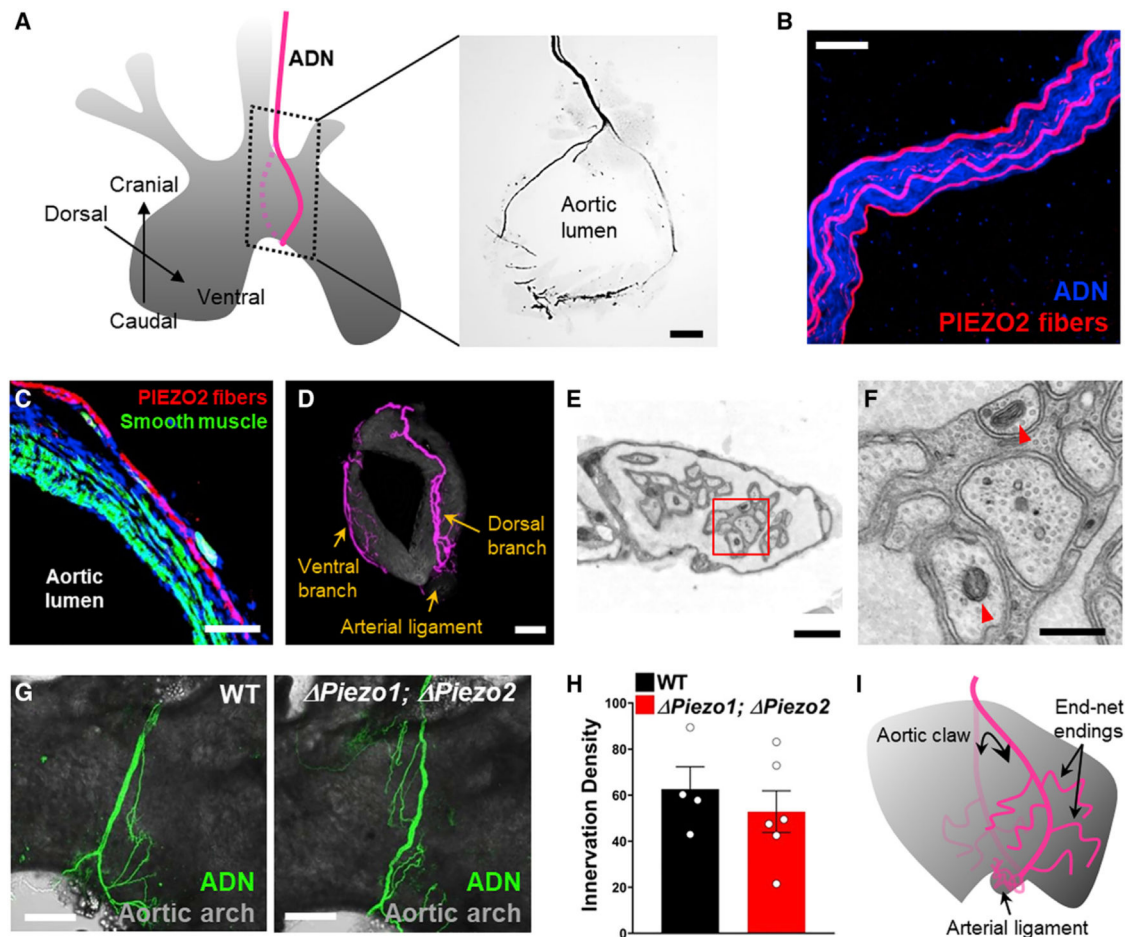 A
ADN
Cranial
Dorsal
Ventral
Caudal
Aortic
lumen
B
ADN
PIEZO2 fibers
C
PIEZO2 fibers
Smooth muscle
Aortic
lumen
D
Dorsal
branch
Ventral
branch
Arterial ligament
E
F
G
WT
ADN
Aortic arch
ΔPiezo1; ΔPiezo2
ADN
Aortic arch
H
WT
ΔPiezo1; ΔPiezo2
Innervation Density
100
80
60
40
20
0
I
End-net
endings
Aortic claw
Arterial ligament